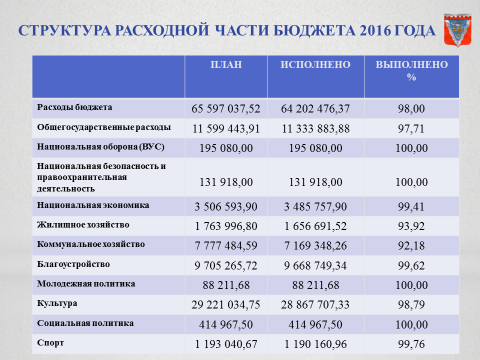 СТРУКТУРА РАСХОДНОЙ ЧАСТИ БЮДЖЕТА 2016 ГОДА
ПЛАН ИСПОЛНЕНО ВЫПОЛНЕНО
%
Расходы бюджета 65 597 037,52 64 202 476,37 98,00
Общегосударственные расходы 11 599 443,91 11 333 883,88 97,71
Национальная оборона (ВУС) 195 080,00 195 080,00 100,00
Национальная безопасность и
правоохранительная
деятельность 131 918,00 131 918,00 100,00
Национальная экономика 3 506 593,90 3 485 757,90 99,41
Жилищное хозяйство 1 763 996,80 1 656 691,52 93,92
Коммунальное хозяйство 7 777 484,59 7 169 348,26 92,18
Благоустройство 9 705 265,72 9 668 749,34 99,62
Молодежная политика 88 211,68 88 211,68 100,00
Культура 29 221 034,75 28 867 707,33 98,79
Социальная политика 414 967,50 414 967,50 100,00
Спорт 1 193 040,67 1 190 160,96 99,76